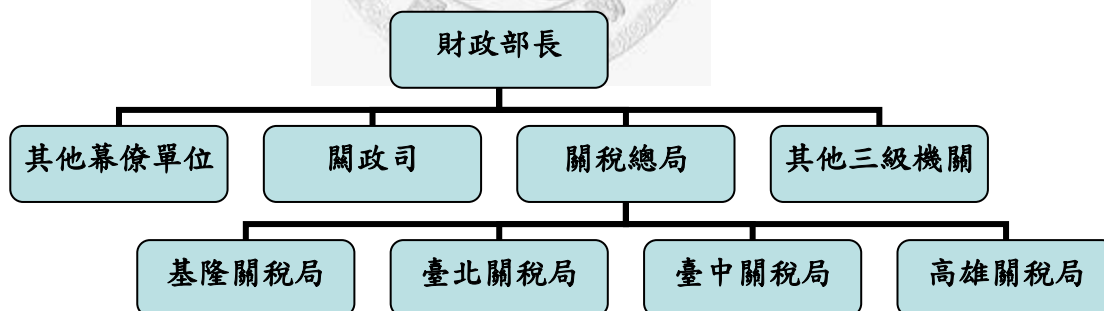 財政部長
其他幕僚單位
關政司
關稅總局
其他三級機關
基隆關稅局
臺北關稅局
臺中關稅局
高雄關稅局